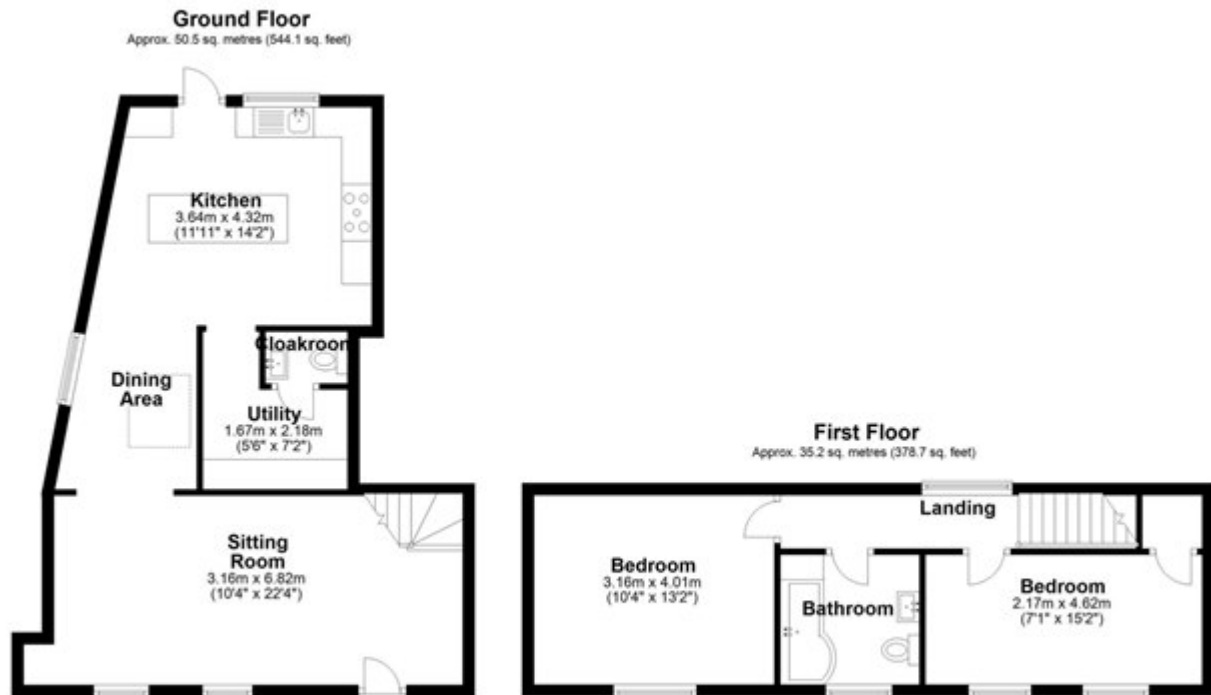 Ground Floor
Approx. 50.5 sq. metres (544.1 sq. feet)
Kitchen
3.64m x 4.32m
(11'11" x 14'2")
Cloakroom
Dining
Area
Utility
1.67m x 2.18m
(5'6" x 7'2")
Sitting
Room
3.16m x 6.82m
(10'4" x 22'4")
First Floor
Approx. 35.2 sq. metres (378.7 sq. feet)
Landing
Bedroom
3.16m x 4.01m
(10'4" x 13'2")
Bathroom
Bedroom
2.17m x 4.62m
(7'1" x 15'2")